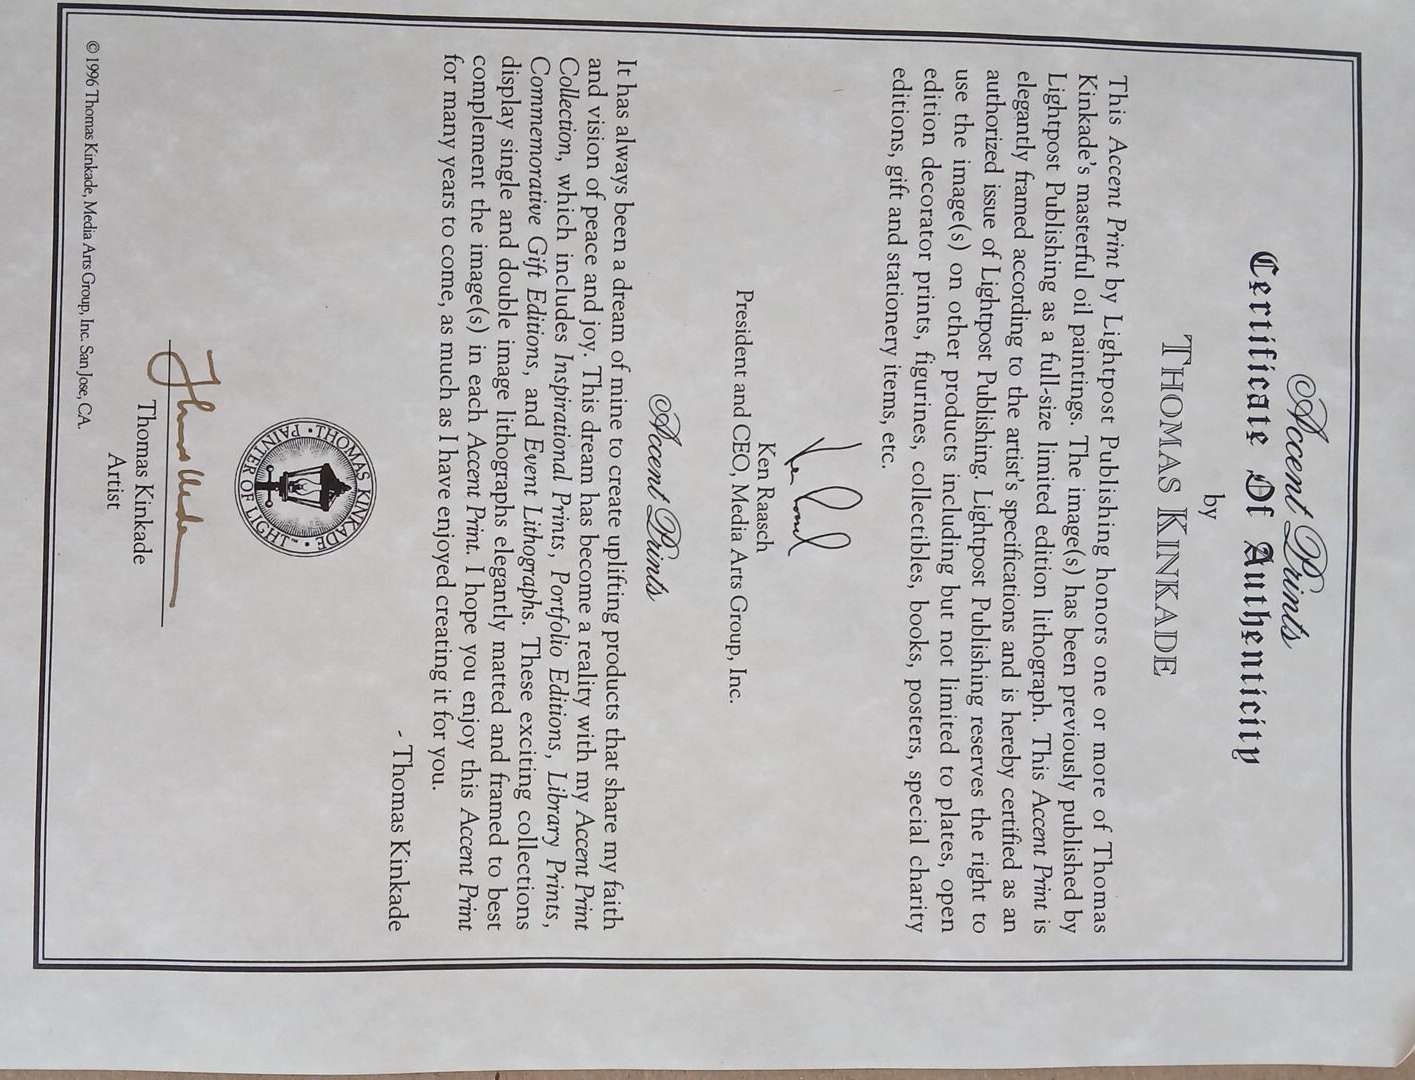 Accent Prints
Certificate Of Authenticity
by
THOMAS KINKADE
This Accent Print by Lightpost Publishing honors one or more of Thomas
Kinkade's masterful oil paintings. The image(s) has been previously published by
Lightpost Publishing as a full-size limited edition lithograph. This Accent Print is
elegantly framed according to the artist's specifications and is hereby certified as an
authorized issue of Lightpost Publishing. Lightpost Publishing reserves the right to
use the image(s) on other products including but not limited to plates, open
edition decorator prints, figurines, collectibles, books, posters, special charity
editions, gift and stationery items, etc.
Ken Raasch
President and CEO, Media Arts Group, Inc.
Accent Prints
It has always been a dream of mine to create uplifting products that share my faith
and vision of peace and joy. This dream has become a reality with my Accent Print
Collection, which includes Inspirational Prints, Portfolio Editions, Library Prints,
Commemorative Gift Editions, and Event Lithographs. These exciting collections
display single and double image lithographs elegantly matted and framed to best
complement the image(s) in each Accent Print. I hope you enjoy this Accent Print
for many years to come, as much as I have enjoyed creating it for you.
- Thomas Kinkade
THOMAS KINKADE • PAINTER OF LIGHT™ •
Thomas Kinkade
Artist
© 1996 Thomas Kinkade, Media Arts Group, Inc. San Jose, CA.